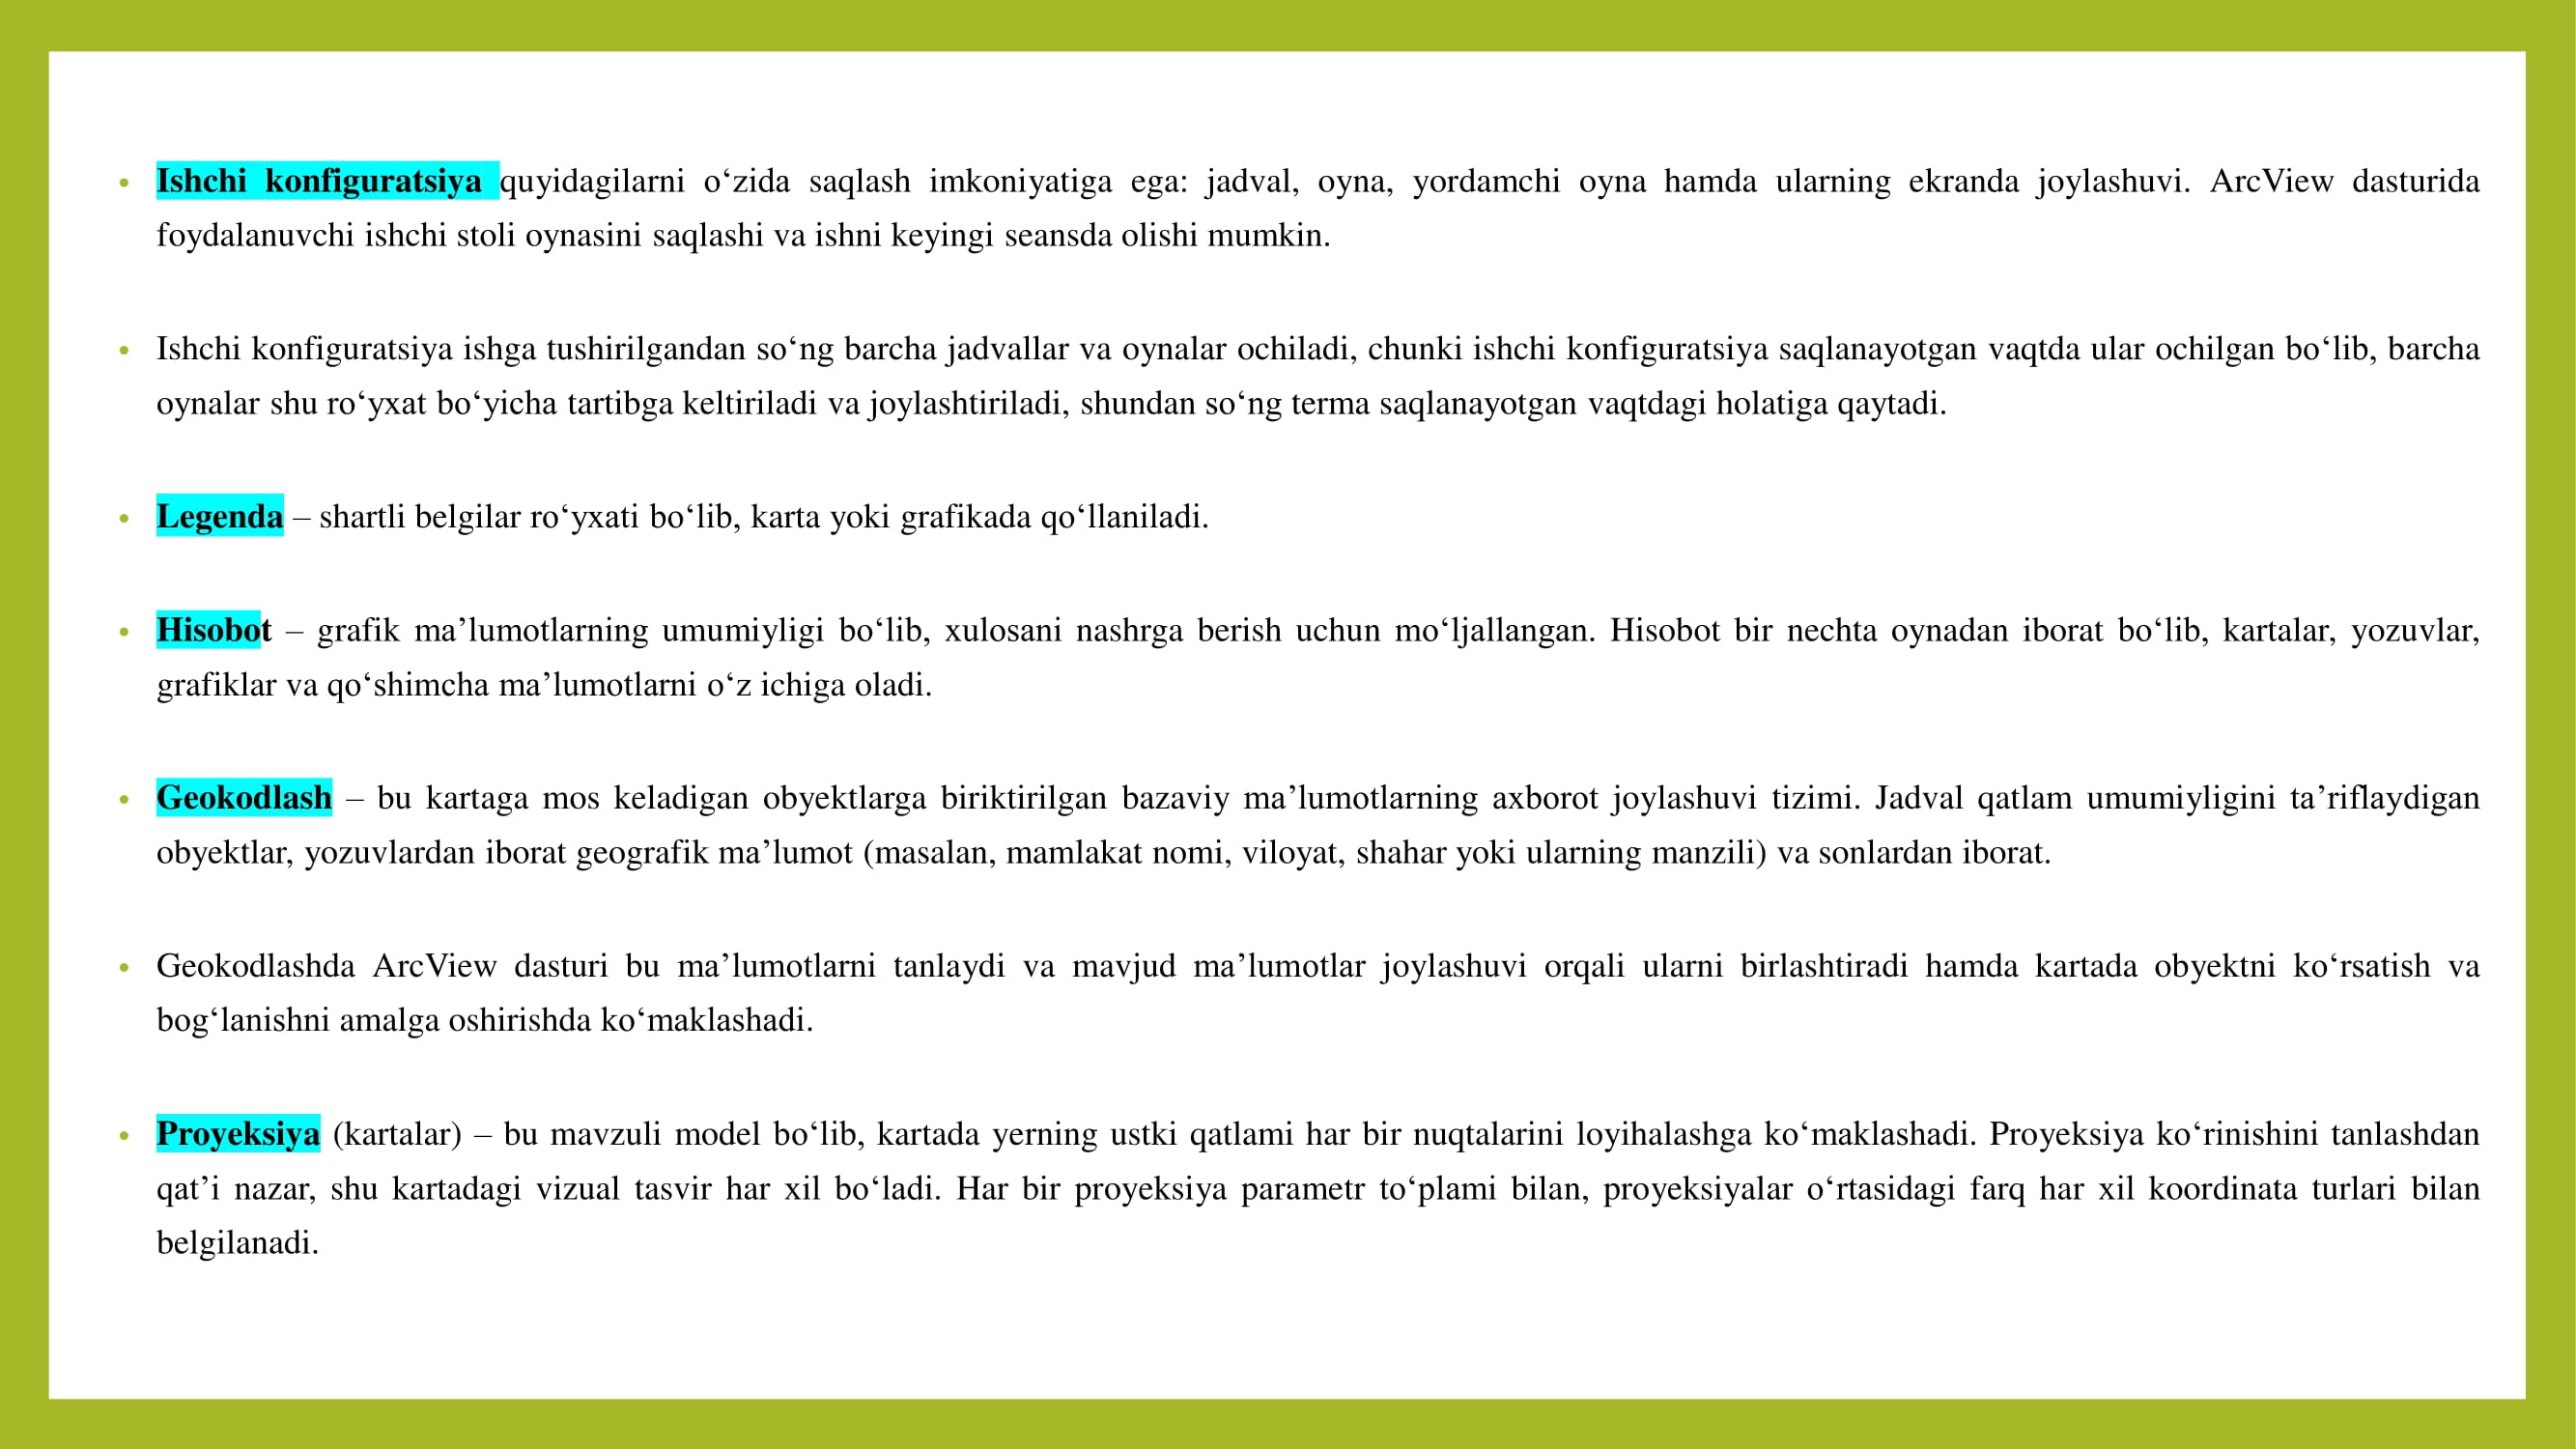 • Ishchi konfiguratsiya quyidagilarni o‘zida saqlash imkoniyatiga ega: jadval, oyna, yordamchi oyna hamda ularning ekranda joylashuvi. ArcView dasturida
foydalanuvchi ishchi stoli oynasini saqlashi va ishni keyingi seansda olishi mumkin.
• Ishchi konfiguratsiya ishga tushirilgandan so‘ng barcha jadvallar va oynalar ochiladi, chunki ishchi konfiguratsiya saqlanayotgan vaqtda ular ochilgan bo‘lib, barcha
oynalar shu ro‘yxat bo‘yicha tartibga keltiriladi va joylashtiriladi, shundan so‘ng terma saqlanayotgan vaqtdagi holatiga qaytadi.
• Legenda – shartli belgilar ro‘yxati bo‘lib, karta yoki grafikada qo‘llaniladi.
• Hisobot – grafik ma’lumotlarning umumiyligi bo‘lib, xulosani nashrga berish uchun mo‘ljallangan. Hisobot bir nechta oynadan iborat bo‘lib, kartalar, yozuvlar,
grafiklar va qo‘shimcha ma’lumotlarni o‘z ichiga oladi.
• Geokodlash – bu kartaga mos keladigan obyektlarga biriktirilgan bazaviy ma’lumotlarning axborot joylashuvi tizimi. Jadval qatlam umumiyligini ta’riflaydigan
obyektlar, yozuvlardan iborat geografik ma’lumot (masalan, mamlakat nomi, viloyat, shahar yoki ularning manzili) va sonlardan iborat.
• Geokodlashda ArcView dasturi bu ma’lumotlarni tanlaydi va mavjud ma’lumotlar joylashuvi orqali ularni birlashtiradi hamda kartada obyektni ko‘rsatish va
bog‘lanishni amalga oshirishda ko‘maklashadi.
• Proyeksiya (kartalar) – bu mavzuli model bo‘lib, kartada yerning ustki qatlami har bir nuqtalarini loyihalashga ko‘maklashadi. Proyeksiya ko‘rinishini tanlashdan
qat’i nazar, shu kartadagi vizual tasvir har xil bo‘ladi. Har bir proyeksiya parametr to‘plami bilan, proyeksiyalar o‘rtasidagi farq har xil koordinata turlari bilan
belgilanadi.